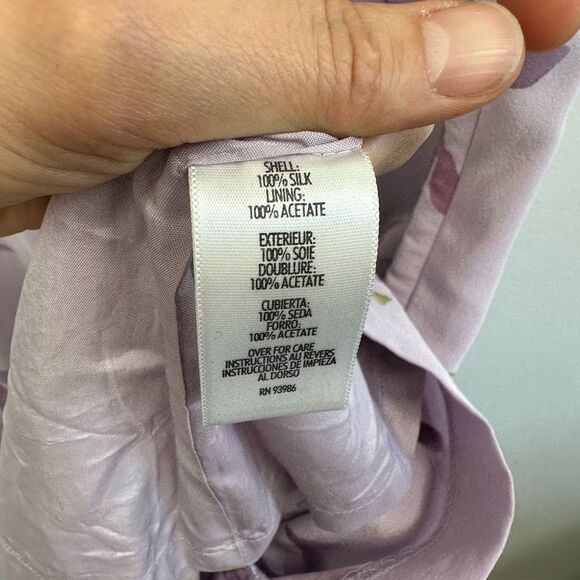 SHELL:
100% SILK
LINING:
100% ACETATE
EXTERIEUR:
100% SOIE
DOUBLURE:
100% ACETATE
CUBIERTA:
100% SEDA
FORRO:
100% ACETATE
OVER FOR CARE
INSTRUCTIONS AU REVERS
INSTRUCCIONES DE IMPIEZA
AL DORSO
RN 93986